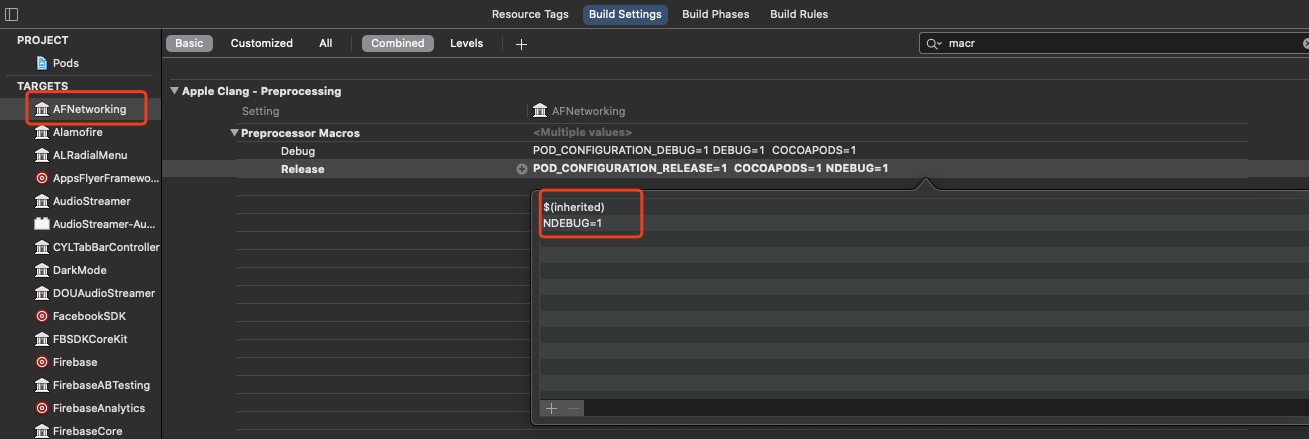 Resource Tags Build Settings Build Phases Build Rules
PROJECT
Pods
TARGETS
AFNetworking
Alamofire
ALRadialMenu
AppsFlyerFramewo...
AudioStreamer
AudioStreamer-Au...
CYLTabBarController
DarkMode
DOUAudioStreamer
FacebookSDK
FBSDKCoreKit
Firebase
FirebaseABTesting
FirebaseAnalytics
FirebaseCore
Basic Customized All Combined Levels + macr
Apple Clang - Preprocessing
Setting AFNetworking
Preprocessor Macros <Multiple values>
Debug POD_CONFIGURATION_DEBUG=1 DEBUG=1 COCOAPODS=1
Release POD_CONFIGURATION_RELEASE=1 COCOAPODS=1 NDEBUG=1
$(inherited)
NDEBUG=1